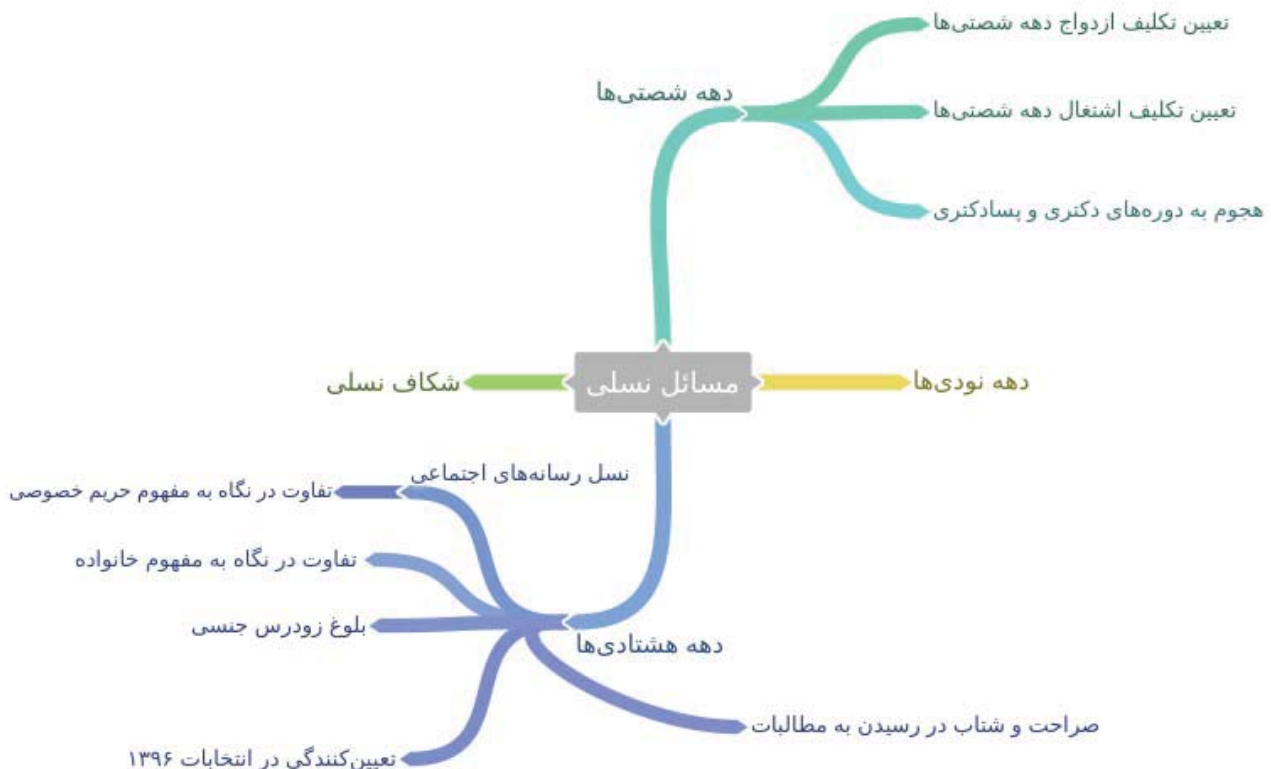 تعیین تکلیف ازدواج دهه شصتی‌ها
دهه شصتی‌ها
تعیین تکلیف اشتغال دهه شصتی‌ها
هجوم به دوره‌های دکتری و پسادکتری
دهه نودی‌ها
مسائل نسلی
شکاف نسلی
نسل رسانه‌های اجتماعی
تفاوت در نگاه به مفهوم حریم خصوصی
تفاوت در نگاه به مفهوم خانواده
بلوغ زودرس جنسی
دهه هشتادی‌ها
صراحت و شتاب در رسیدن به مطالبات
تعیین‌کنندگی در انتخابات ۱۳۹۶